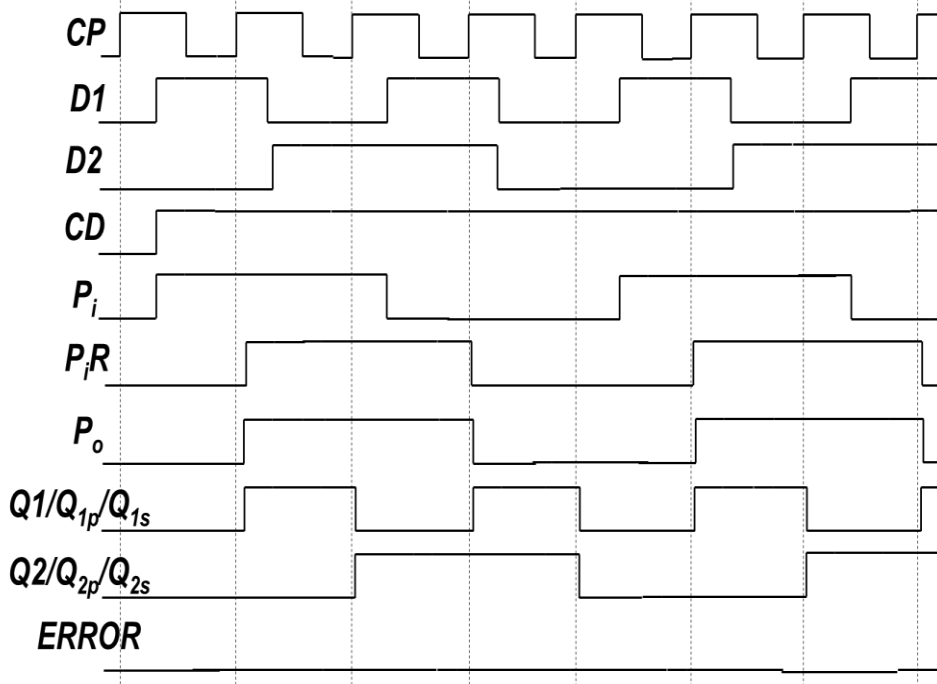 CP
D1
D2
CD
Pi
PiR
Po
Q1/Q1p/Q1s
Q2/Q2p/Q2s
ERROR